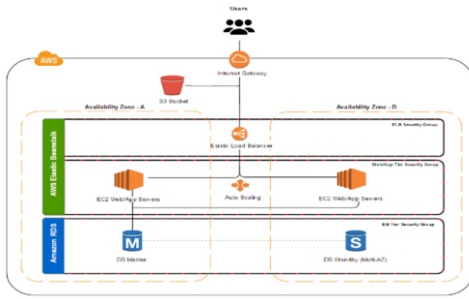 Users
AWS
Internet Gateway
S3 Bucket
Availability Zone - A
Availability Zone - D
ELB Security Group
Elastic Load Balancer
AWS Elastic Beanstalk
Web/App Tier Security Group
EC2 Web/App Servers
Auto Scaling
EC2 Web/App Servers
Amazon RDS
DB Tier Security Group
M
S
DB Master
DB Standby (Multi-AZ)